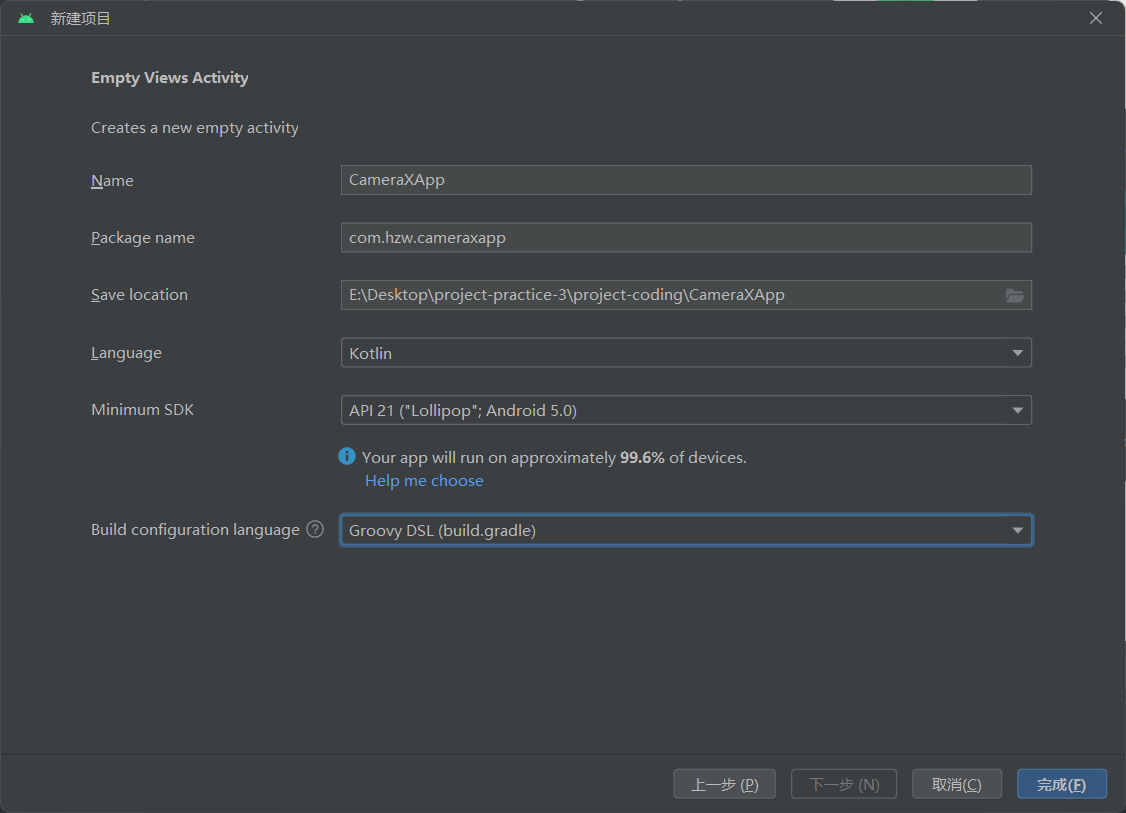 新建项目
Empty Views Activity
Creates a new empty activity
Name
CameraXApp
Package name
com.hzw.cameraxapp
Save location
E:\Desktop\project-practice-3\project-coding\CameraXApp
Language
Kotlin
Minimum SDK
API 21 ("Lollipop"; Android 5.0)
Your app will run on approximately 99.6% of devices.
Help me choose
Build configuration language ?
Groovy DSL (build.gradle)
上一步 (P)
下一步 (N)
取消(C)
完成(F)